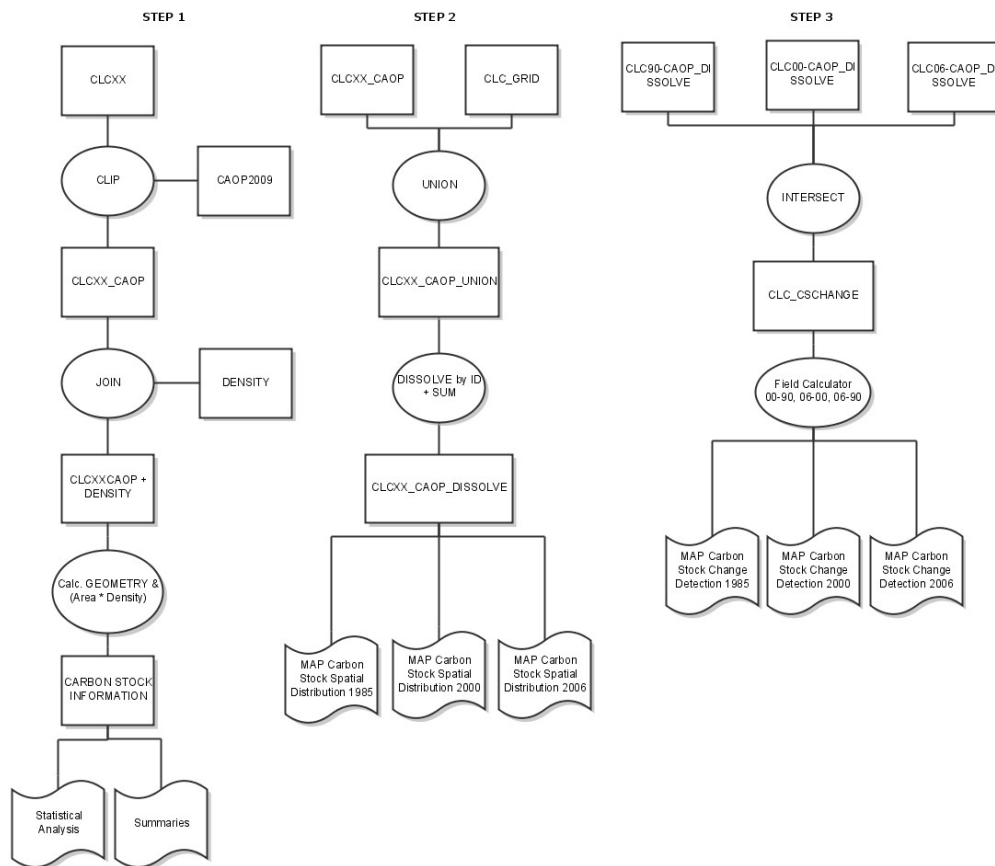 STEP 1
CLCXX
CLIP
CAOP2009
CLCXX_CAOP
JOIN
DENSITY
CLCXXCAOP +
DENSITY
Calc. GEOMETRY &
(Area * Density)
CARBON STOCK
INFORMATION
Statistical
Analysis
Summaries
STEP 2
CLCXX_CAOP
CLC_GRID
UNION
CLCXX_CAOP_UNION
DISSOLVE by ID
+ SUM
CLCXX_CAOP_DISSOLVE
MAP Carbon
Stock Spatial
Distribution 1985
MAP Carbon
Stock Spatial
Distribution 2000
MAP Carbon
Stock Spatial
Distribution 2006
STEP 3
CLC90-CAOP_DI
SSOLVE
CLC00-CAOP_DI
SSOLVE
CLC06-CAOP_DI
SSOLVE
INTERSECT
CLC_CSCHANGE
Field Calculator
00-90, 06-00, 06-90
MAP Carbon
Stock Change
Detection 1985
MAP Carbon
Stock Change
Detection 2000
MAP Carbon
Stock Change
Detection 2006